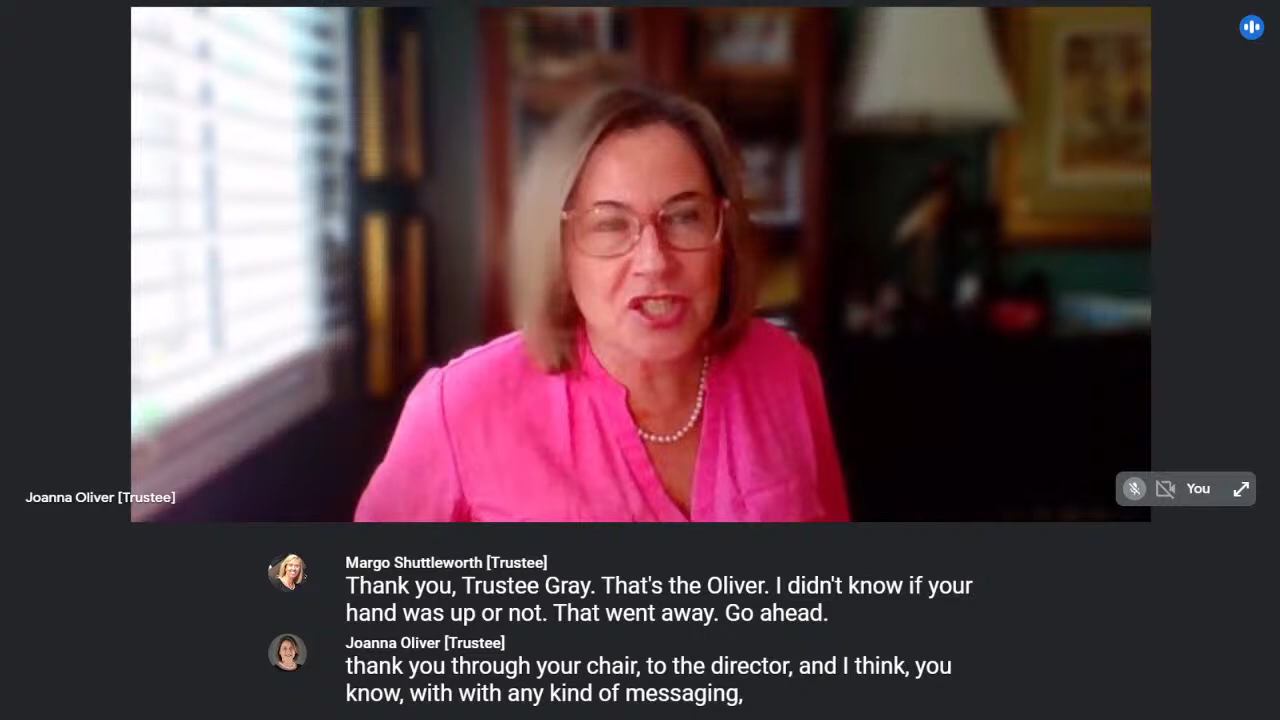 Joanna Oliver [Trustee]
You
Margo Shuttleworth [Trustee]
Thank you, Trustee Gray. That's the Oliver. I didn't know if your
hand was up or not. That went away. Go ahead.
Joanna Oliver [Trustee]
thank you through your chair, to the director, and I think, you
know, with with any kind of messaging,